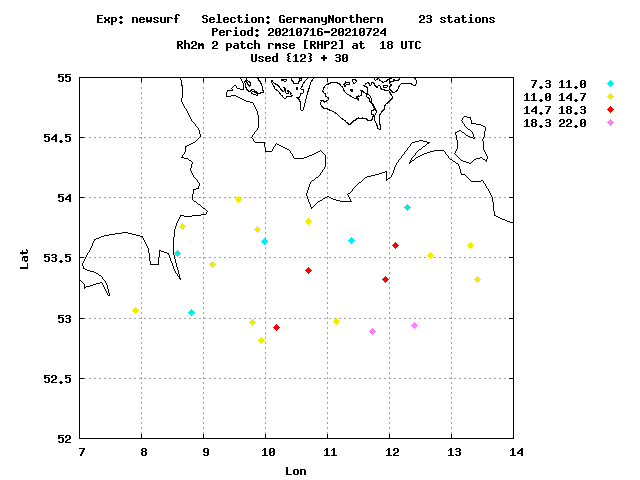 Exp: newsurf Selection: GermanyNorthern 23 stations
Period: 20210716-20210724
Rh2m 2 patch rmse [RHP2] at 18 UTC
Used {12} + 30
7.3 11.0
11.0 14.7
14.7 18.3
18.3 22.0
55
54.5
54
53.5
53
52.5
52
Lat
7 8 9 10 11 12 13 14
Lon